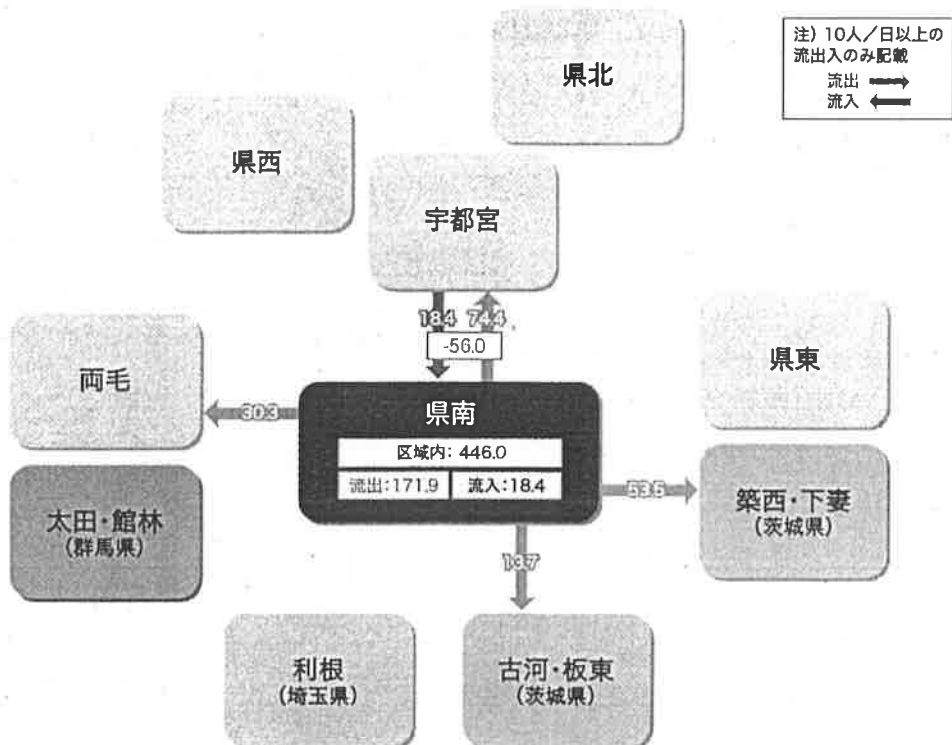 注) 10人/日以上の
流出入のみ記載
流出
流入
県北
県西
宇都宮
18.4 74.4
-56.0
両毛
県東
30.3
県南
区域内: 446.0
流出:171.9 流入:18.4
53.5
太田・館林
(群馬県)
築西・下妻
(茨城県)
13.7
利根
(埼玉県)
古河・板東
(茨城県)